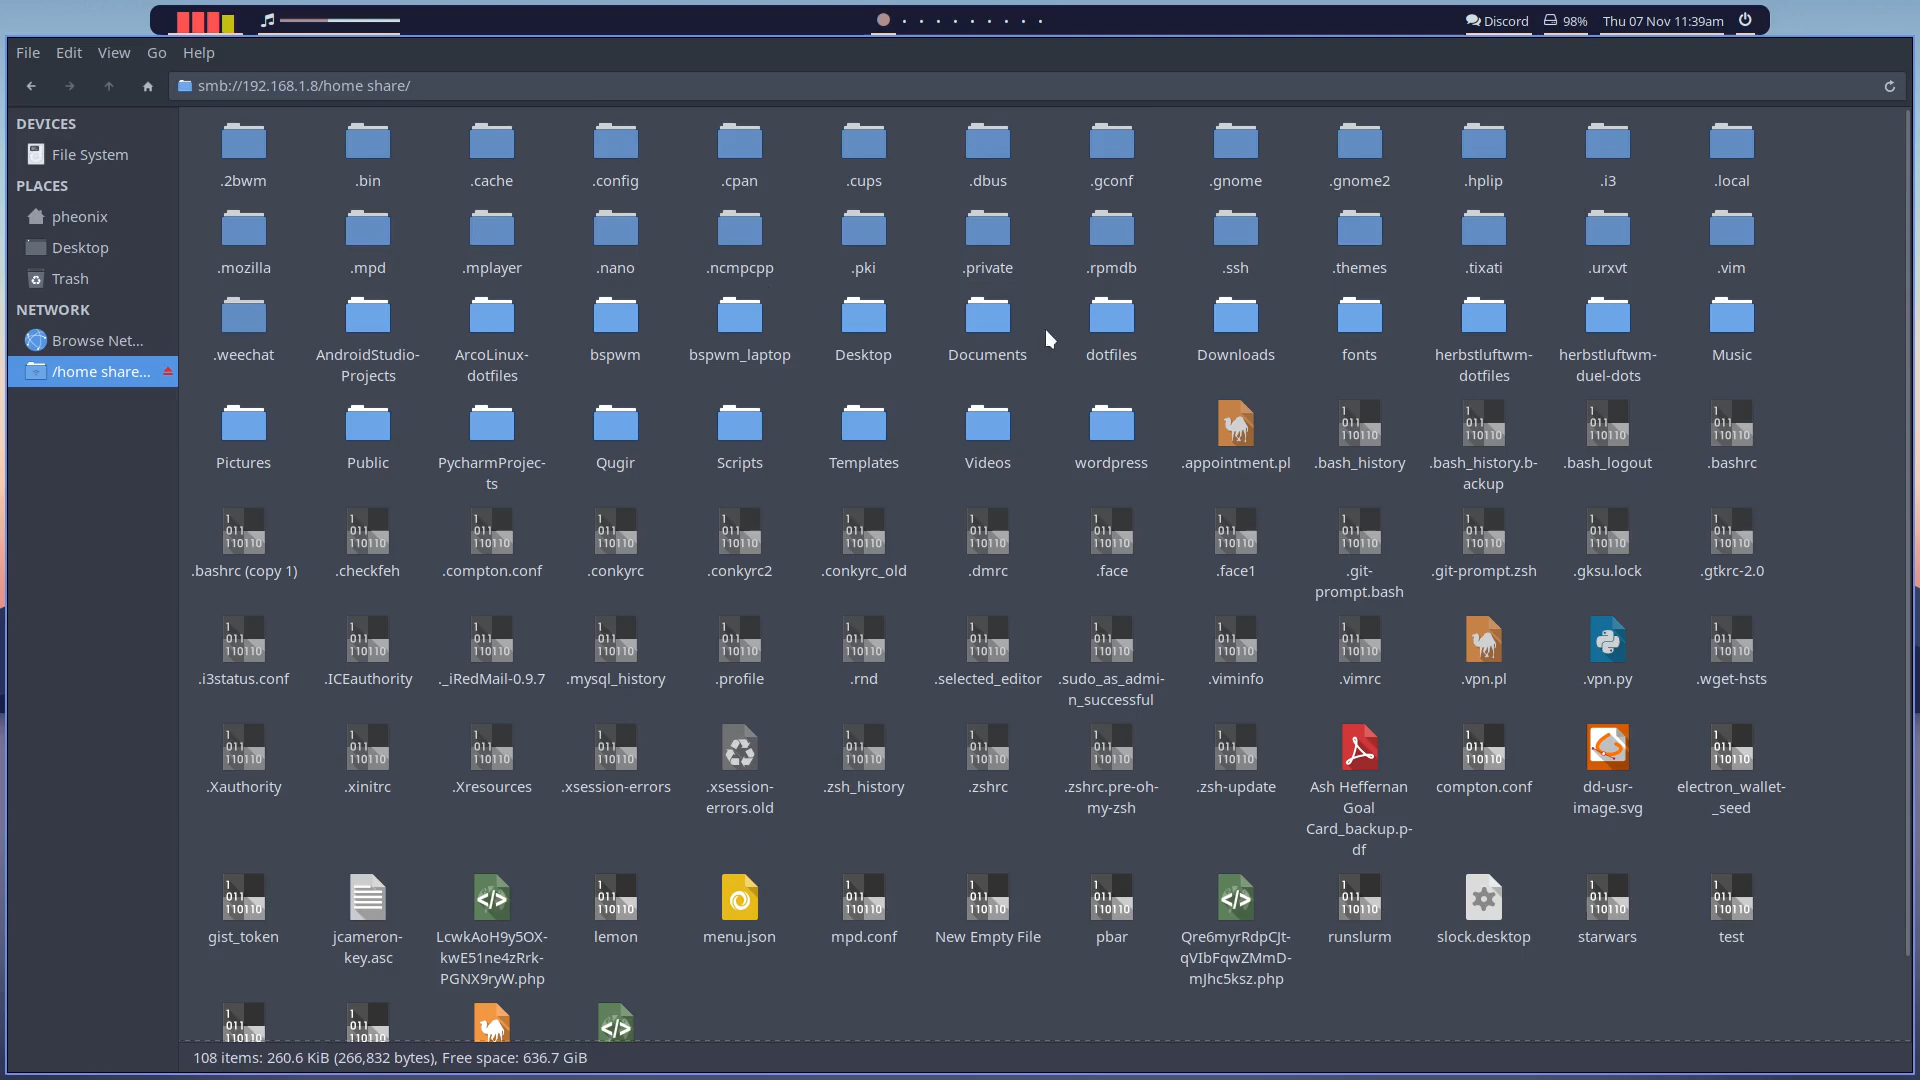 Discord 98% Thu 07 Nov 11:39am
File Edit View Go Help
smb://192.168.1.8/home share/
DEVICES
File System
PLACES
pheonix
Desktop
Trash
NETWORK
Browse Net...
/home share...
.2bwm .bin .cache .config .cpan .cups .dbus .gconf .gnome .gnome2 .hplip .i3 .local
.mozilla .mpd .mplayer .nano .ncmpcpp .pki .private .rpmdb .ssh .themes .tixati .urxvt .vim
.weechat AndroidStudio- ArcoLinux- bspwm bspwm_laptop Desktop Documents dotfiles Downloads fonts herbstluftwm- herbstluftwm- Music
Projects dotfiles dotfiles duel-dots
Pictures Public PycharmProjec- Qugir Scripts Templates Videos wordpress .appointment.pl .bash_history .bash_history.b- .bash_logout .bashrc
ts ackup
.bashrc (copy 1) .checkfeh .compton.conf .conkyrc .conkyrc2 .conkyrc_old .dmrc .face .face1 .git- .git-prompt.zsh .gksu.lock .gtkrc-2.0
prompt.bash
.i3status.conf .ICEauthority ._iRedMail-0.9.7 .mysql_history .profile .rnd .selected_editor .sudo_as_admi- .viminfo .vimrc .vpn.pl .vpn.py .wget-hsts
n_successful
.Xauthority .xinitrc .Xresources .xsession-errors .xsession- .zsh_history .zshrc .zshrc.pre-oh- .zsh-update Ash Heffernan compton.conf dd-usr- electron_wallet-
errors.old my-zsh Goal image.svg _seed
Card_backup.p-
df
gist_token jcameron- LcwkAoH9y5OX- lemon menu.json mpd.conf New Empty File pbar Qre6myrRdpCJt- runslurm slock.desktop starwars test
key.asc kwE51ne4zRrk- qVIbFqwZMmD-
PGNX9ryW.php mJhc5ksz.php
108 items: 260.6 KiB (266,832 bytes), Free space: 636.7 GiB